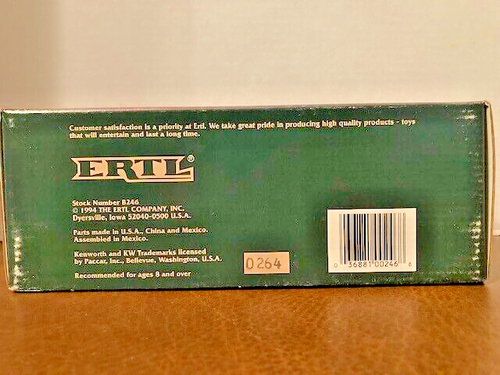 Customer satisfaction is a priority at Ertl. We take great pride in producing high quality products - toys
that will entertain and last a long time.
ERTL®
Stock Number B246
© 1994 THE ERTL COMPANY, INC.
Dyersville, Iowa 52040-0500 U.S.A.
Parts made in U.S.A., China and Mexico.
Assembled in Mexico.
Kenworth and KW Trademarks licensed
by Paccar, Inc., Bellevue, Washington, U.S.A.
Recommended for ages 8 and over
0264
0 36881 00246 8